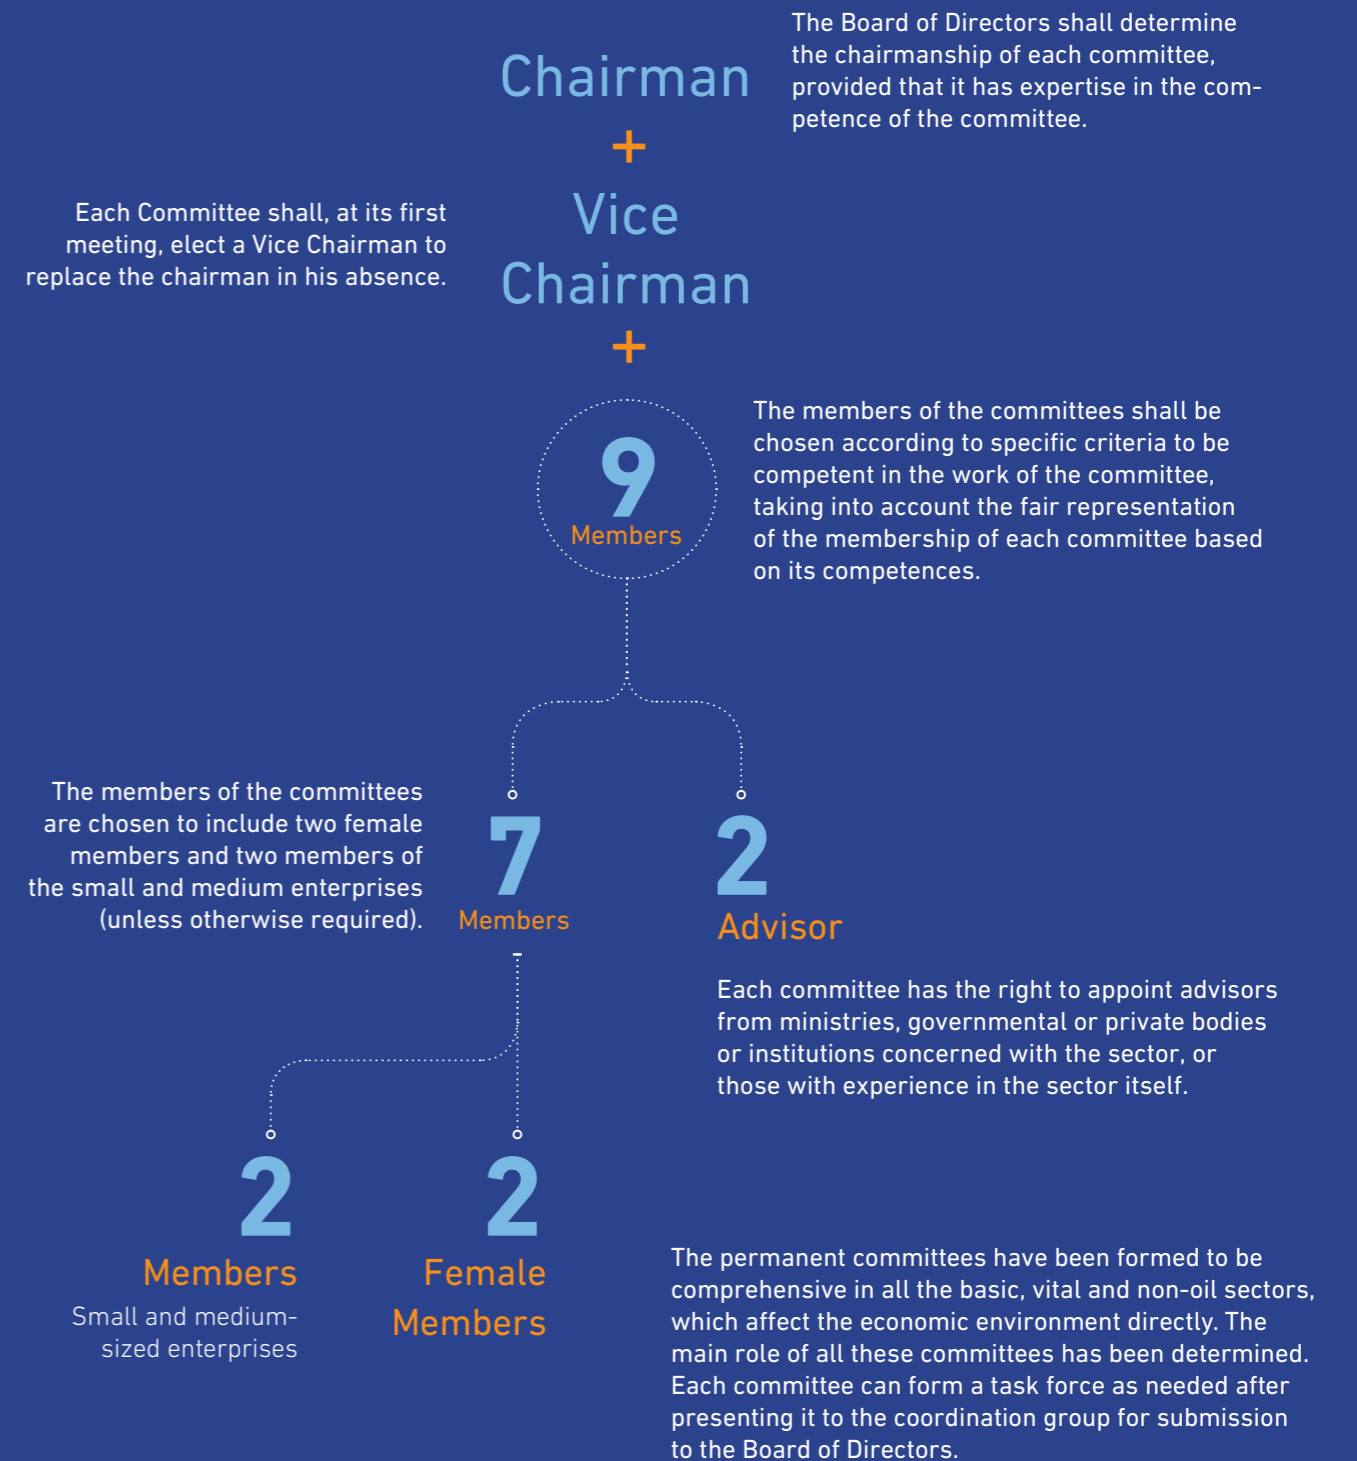 The Board of Directors shall determine
the chairmanship of each committee,
provided that it has expertise in the com-
petence of the committee.
Chairman
+
Each Committee shall, at its first
meeting, elect a Vice Chairman to
replace the chairman in his absence.
Vice
Chairman
+
9
Members
The members of the committees shall be
chosen according to specific criteria to be
competent in the work of the committee,
taking into account the fair representation
of the membership of each committee based
on its competences.
The members of the committees
are chosen to include two female
members and two members of
the small and medium enterprises
(unless otherwise required).
7
Members
2
Advisor
Each committee has the right to appoint advisors
from ministries, governmental or private bodies
or institutions concerned with the sector, or
those with experience in the sector itself.
2
Members
Small and medium-
sized enterprises
2
Female
Members
The permanent committees have been formed to be
comprehensive in all the basic, vital and non-oil sectors,
which affect the economic environment directly. The
main role of all these committees has been determined.
Each committee can form a task force as needed after
presenting it to the coordination group for submission
to the Board of Directors.